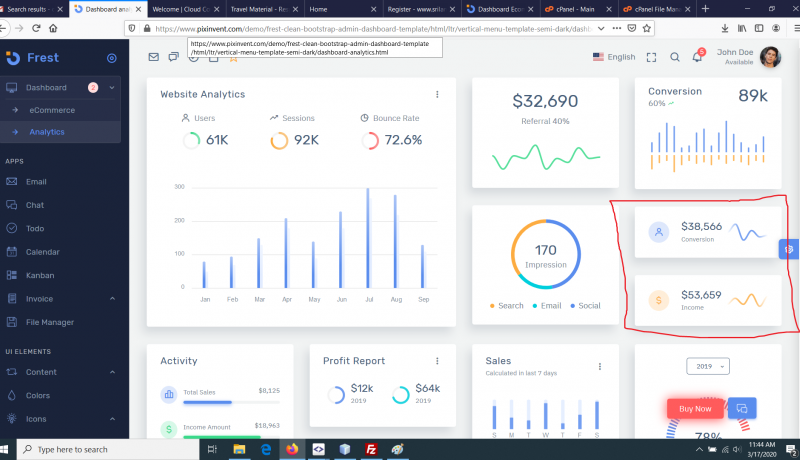 Search results -
Dashboard analy
Welcome | Cloud Co
Travel Material - Res
Home
Register - www.srilan
Dashboard Econ
cPanel - Main
cPanel File Mana
https://www.pixinvent.com/demo/frest-clean-bootstrap-admin-dashboard-template/html/ltr/vertical-menu-template-semi-dark/dashb
https://www.pixinvent.com/demo/frest-clean-bootstrap-admin-dashboard-template
/html/ltr/vertical-menu-template-semi-dark/dashboard-analytics.html
Frest
English
5
John Doe
Available
Dashboard 2
eCommerce
Analytics
APPS
Email
Chat
Todo
Calendar
Kanban
Invoice
File Manager
UI ELEMENTS
Content
Colors
Icons
Website Analytics
Users
61K
Sessions
92K
Bounce Rate
72.6%
300
200
100
0
Jan Feb Mar Apr May Jun Jul Aug Sep
$32,690
Referral 40%
Conversion
60%
89k
170
Impression
Search Email Social
$38,566
Conversion
$
$53,659
Income
Activity
Total Sales $8,125
$
Income Amount $18,963
Profit Report
$12k
2019
$64k
2019
Sales
Calculated in last 7 days
S M T W T F S
2019
78%
Buy Now
Type here to search
11:44 AM
3/17/2020
2